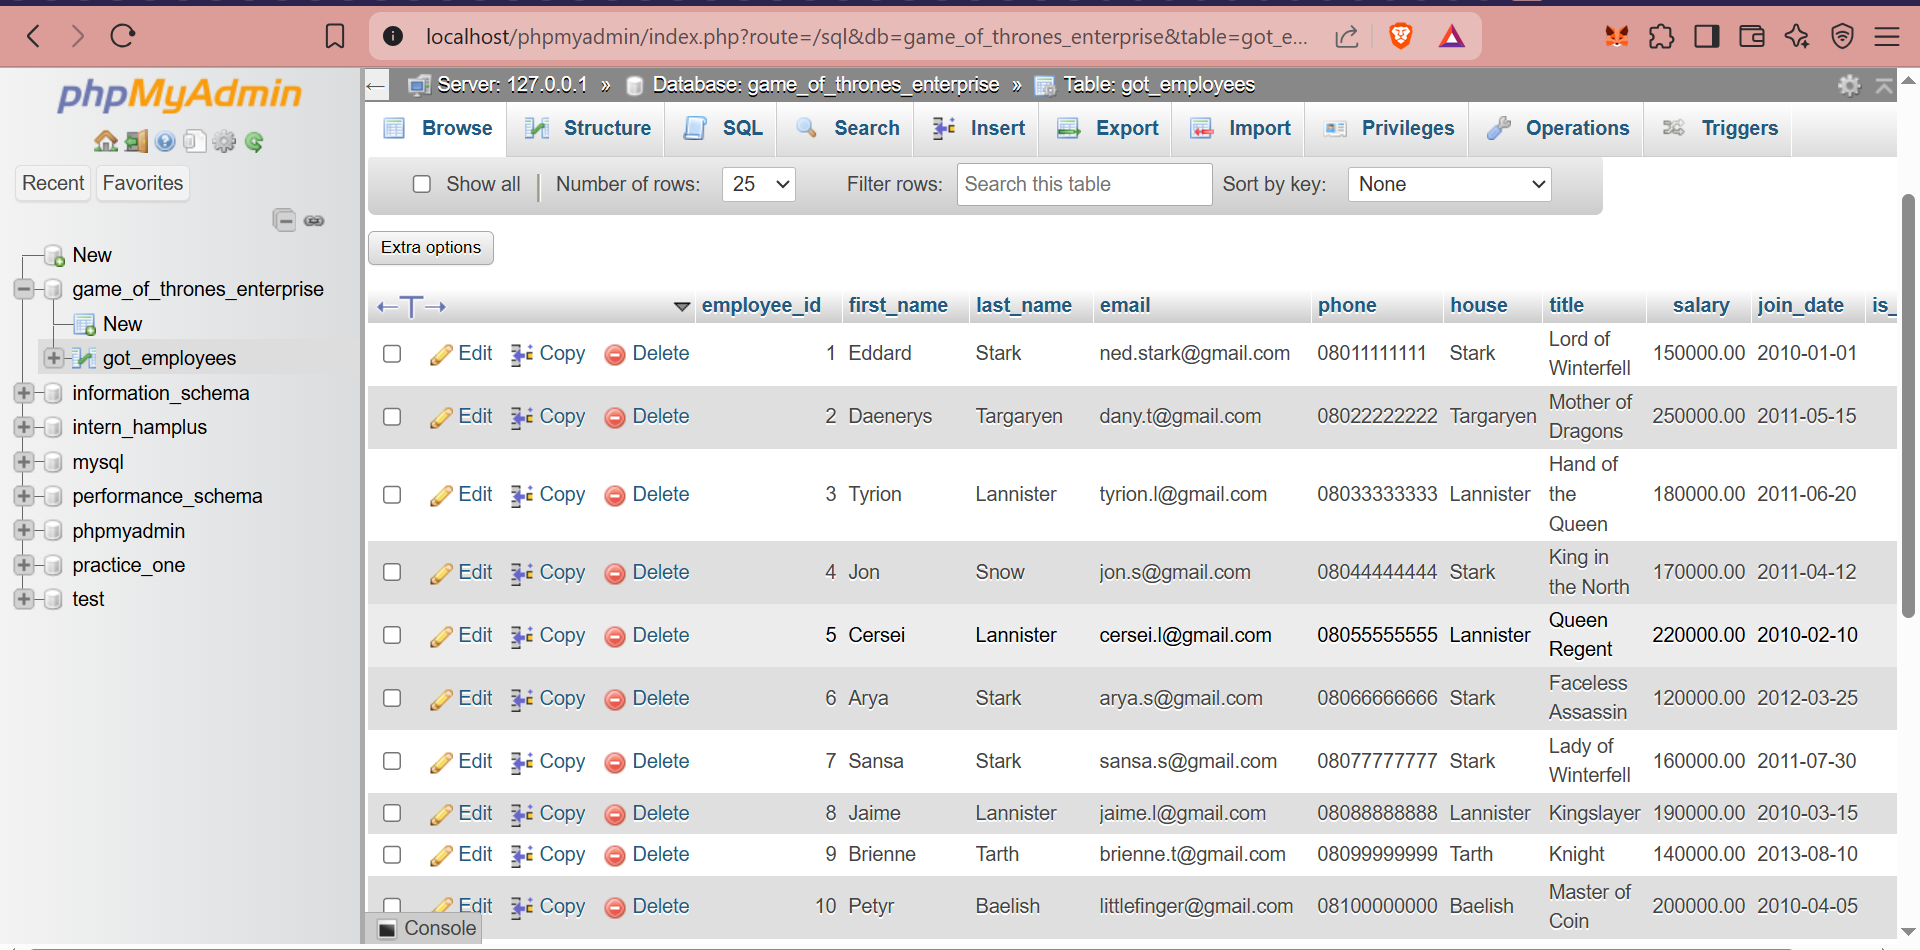 localhost/phpmyadmin/index.php?route=/sql&db=game_of_thrones_enterprise&table=got_e...
phpMyAdmin
Recent Favorites
New
game_of_thrones_enterprise
New
got_employees
information_schema
intern_hamplus
mysql
performance_schema
phpmyadmin
practice_one
test
Server: 127.0.0.1 » Database: game_of_thrones_enterprise » Table: got_employees
Browse Structure SQL Search Insert Export Import Privileges Operations Triggers
Show all | Number of rows: 25 Filter rows: Search this table Sort by key: None
Extra options
←T→ employee_id first_name last_name email phone house title salary join_date is_
Edit Copy Delete 1 Eddard Stark ned.stark@gmail.com 08011111111 Stark Lord of Winterfell 150000.00 2010-01-01
Edit Copy Delete 2 Daenerys Targaryen dany.t@gmail.com 08022222222 Targaryen Mother of Dragons 250000.00 2011-05-15
Edit Copy Delete 3 Tyrion Lannister tyrion.l@gmail.com 08033333333 Lannister Hand of the Queen 180000.00 2011-06-20
Edit Copy Delete 4 Jon Snow jon.s@gmail.com 08044444444 Stark King in the North 170000.00 2011-04-12
Edit Copy Delete 5 Cersei Lannister cersei.l@gmail.com 08055555555 Lannister Queen Regent 220000.00 2010-02-10
Edit Copy Delete 6 Arya Stark arya.s@gmail.com 08066666666 Stark Faceless Assassin 120000.00 2012-03-25
Edit Copy Delete 7 Sansa Stark sansa.s@gmail.com 08077777777 Stark Lady of Winterfell 160000.00 2011-07-30
Edit Copy Delete 8 Jaime Lannister jaime.l@gmail.com 08088888888 Lannister Kingslayer 190000.00 2010-03-15
Edit Copy Delete 9 Brienne Tarth brienne.t@gmail.com 08099999999 Tarth Knight 140000.00 2013-08-10
Edit Copy Delete 10 Petyr Baelish littlefinger@gmail.com 08100000000 Baelish Master of Coin 200000.00 2010-04-05
Console